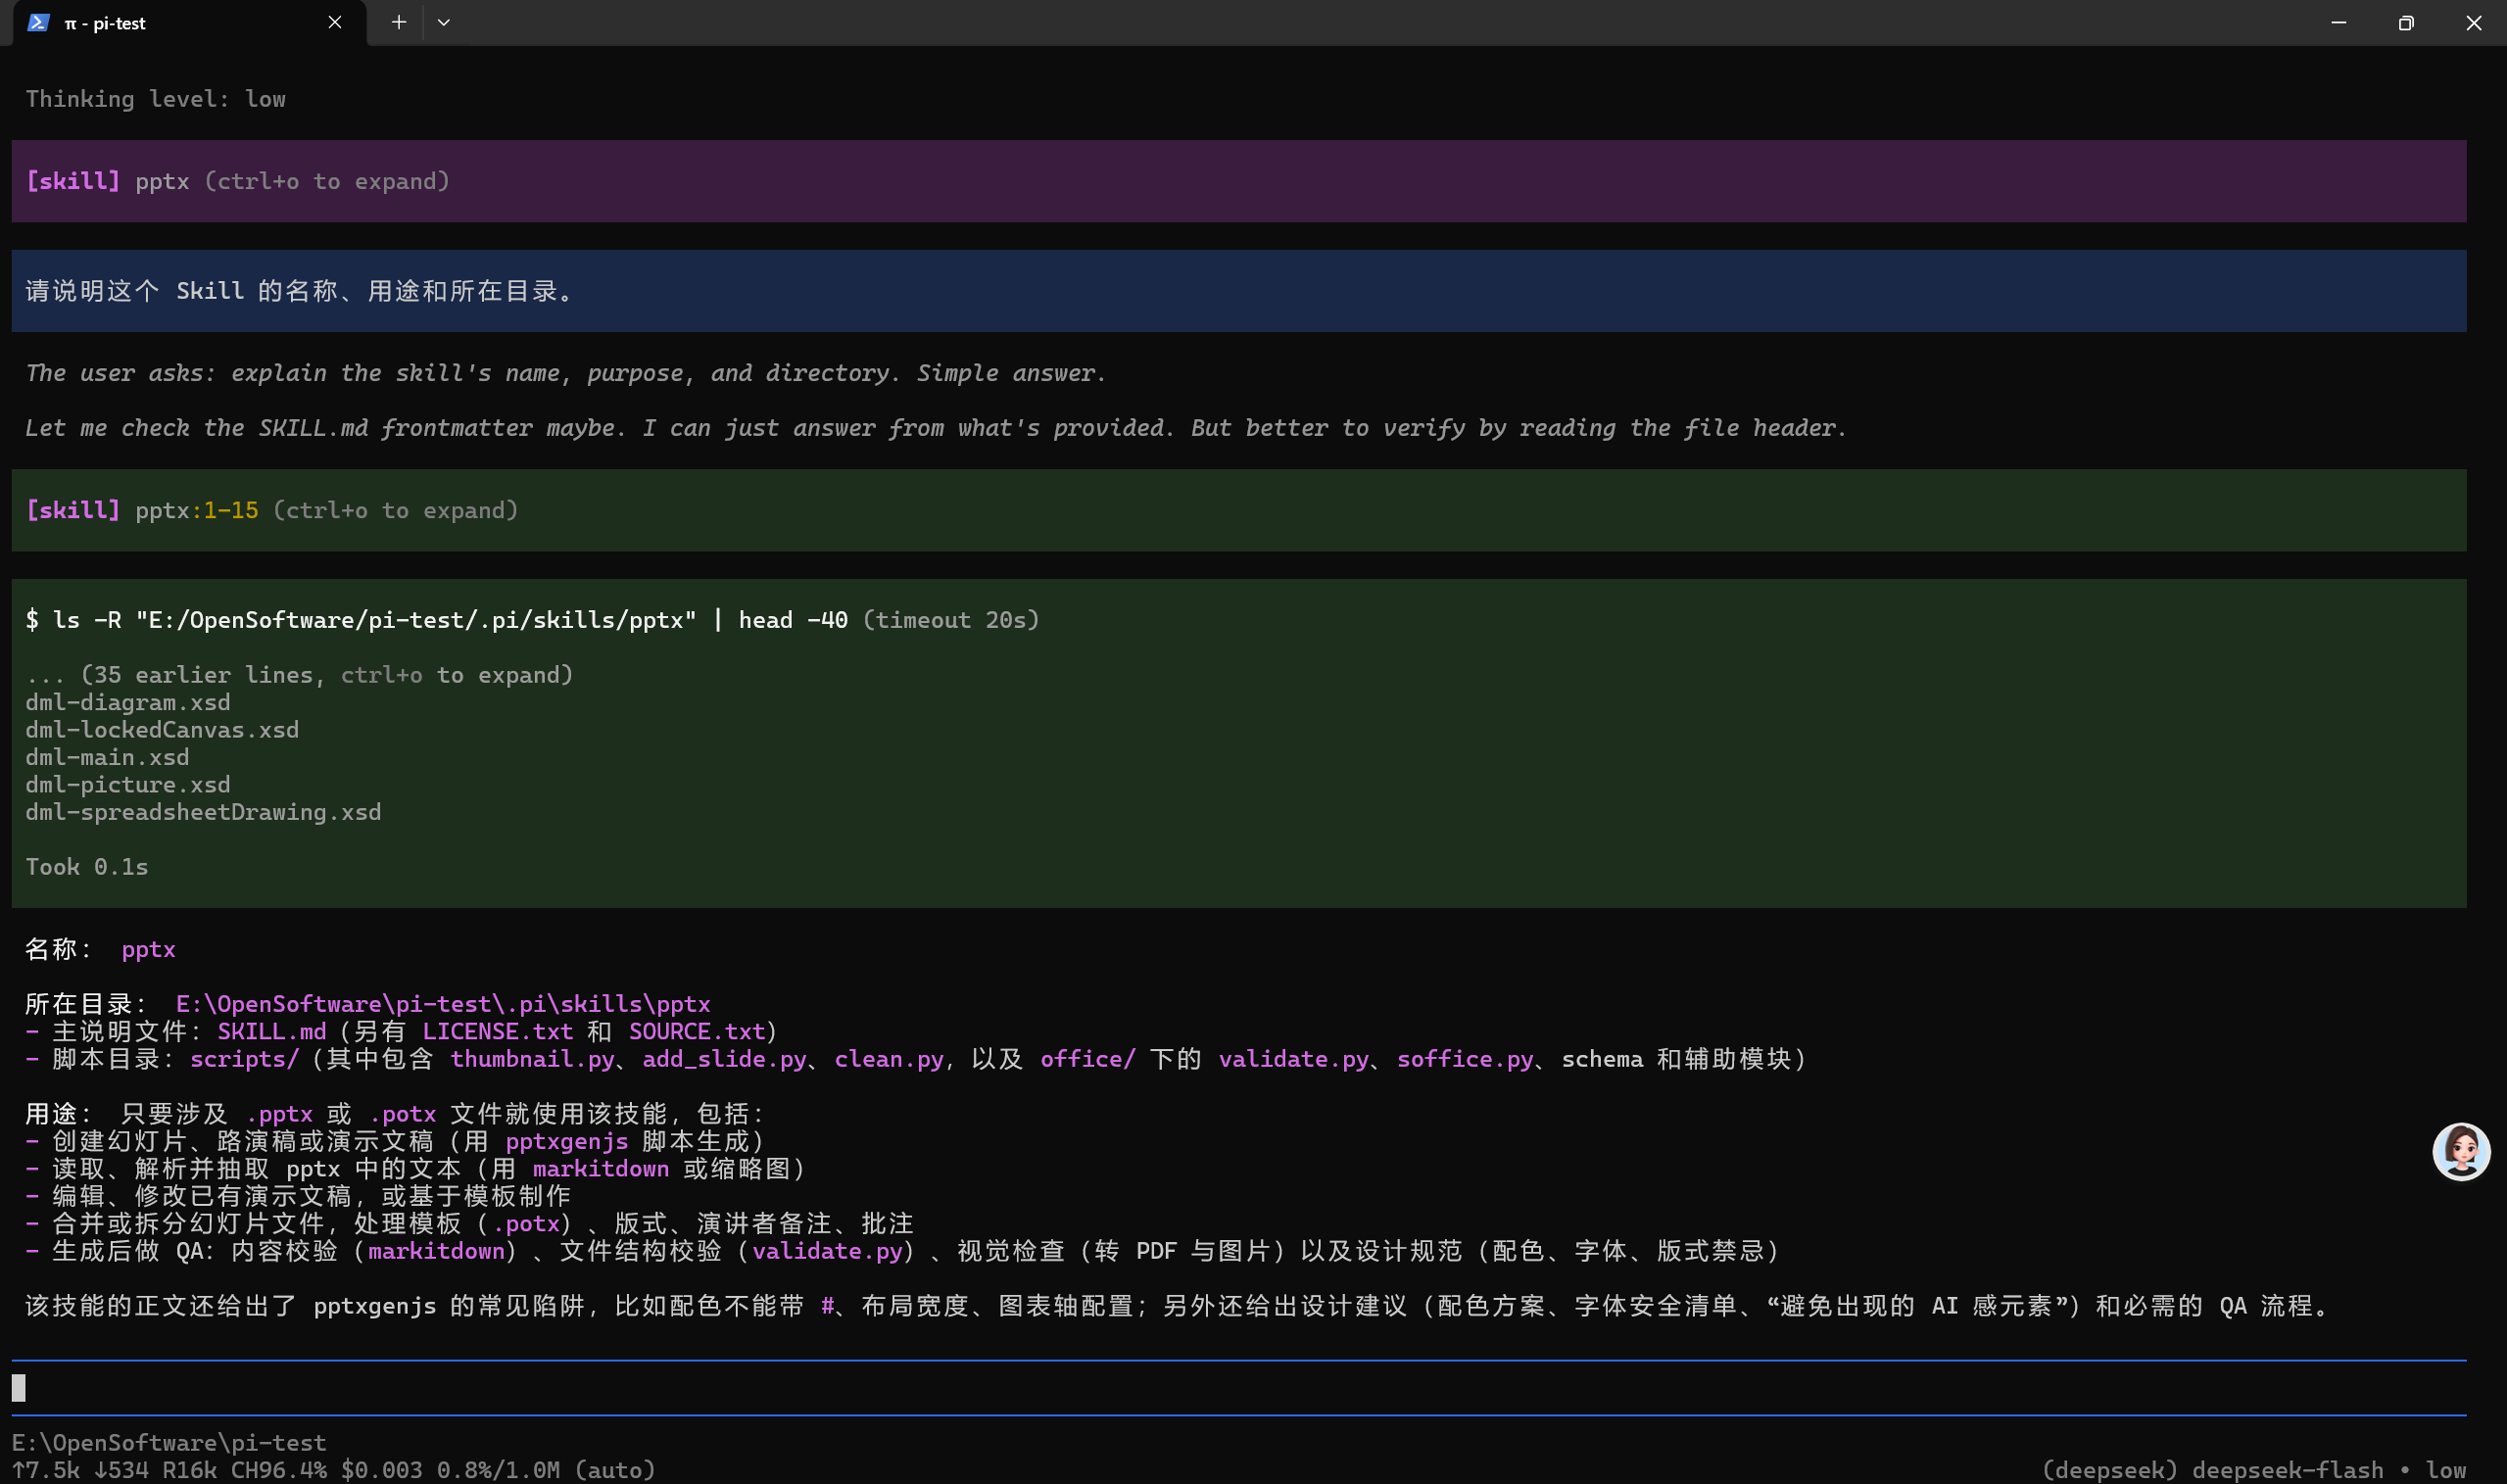 π - pi-test
Thinking level: low
[skill] pptx (ctrl+o to expand)
请说明这个 Skill 的名称、用途和所在目录。
The user asks: explain the skill's name, purpose, and directory. Simple answer.
Let me check the SKILL.md frontmatter maybe. I can just answer from what's provided. But better to verify by reading the file header.
[skill] pptx:1-15 (ctrl+o to expand)
$ ls -R "E:/OpenSoftware/pi-test/.pi/skills/pptx" | head -40 (timeout 20s)
... (35 earlier lines, ctrl+o to expand)
dml-diagram.xsd
dml-lockedCanvas.xsd
dml-main.xsd
dml-picture.xsd
dml-spreadsheetDrawing.xsd
Took 0.1s
名称： pptx
所在目录： E:\OpenSoftware\pi-test\.pi\skills\pptx
- 主说明文件：SKILL.md（另有 LICENSE.txt 和 SOURCE.txt）
- 脚本目录：scripts/（其中包含 thumbnail.py、add_slide.py、clean.py，以及 office/ 下的 validate.py、soffice.py、schema 和辅助模块）
用途： 只要涉及 .pptx 或 .potx 文件就使用该技能，包括：
- 创建幻灯片、路演稿或演示文稿（用 pptxgenjs 脚本生成）
- 读取、解析并抽取 pptx 中的文本（用 markitdown 或缩略图）
- 编辑、修改已有演示文稿，或基于模板制作
- 合并或拆分幻灯片文件，处理模板（.potx）、版式、演讲者备注、批注
- 生成后做 QA：内容校验（markitdown）、文件结构校验（validate.py）、视觉检查（转 PDF 与图片）以及设计规范（配色、字体、版式禁忌）
该技能的正文还给出了 pptxgenjs 的常见陷阱，比如配色不能带 #、布局宽度、图表轴配置；另外还给出设计建议（配色方案、字体安全清单、“避免出现的 AI 感元素”）和必需的 QA 流程。
E:\OpenSoftware\pi-test
↑7.5k ↓534 R16k CH96.4% $0.003 0.8%/1.0M (auto)
(deepseek) deepseek-flash • low